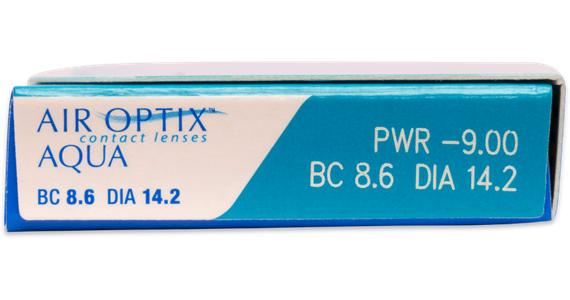 AIR OPTIX™
contact lenses
AQUA
BC 8.6 DIA 14.2
PWR -9.00
BC 8.6 DIA 14.2